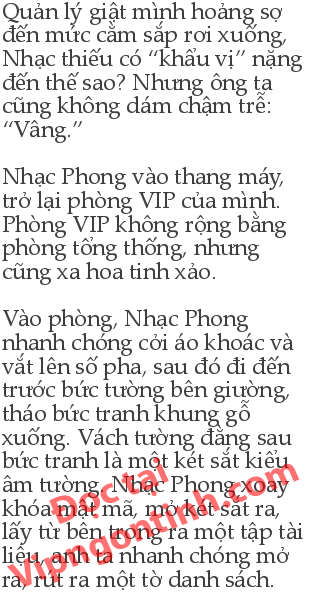 Quản lý giật mình hoảng sợ
đến mức cằm sắp rơi xuống,
Nhạc thiếu có “khẩu vị” nặng
đến thế sao? Nhưng ông ta
cũng không dám chậm trễ:
“Vâng.”
Nhạc Phong vào thang máy,
trở lại phòng VIP của mình.
Phòng VIP không rộng bằng
phòng tổng thống, nhưng
cũng xa hoa tinh xảo.
Vào phòng, Nhạc Phong
nhanh chóng cởi áo khoác và
vắt lên số pha, sau đó đi đến
trước bức tường bên giường,
tháo bức tranh khung gỗ
xuống. Vách tường đằng sau
bức tranh là một két sắt kiểu
âm tường. Nhạc Phong xoay
khóa mật mã, mở két sắt ra,
lấy từ bên trong ra một tập tài
liệu, anh ta nhanh chóng mở
ra, rút ra một tờ danh sách.
Đọc tại
Vipngontinh.com